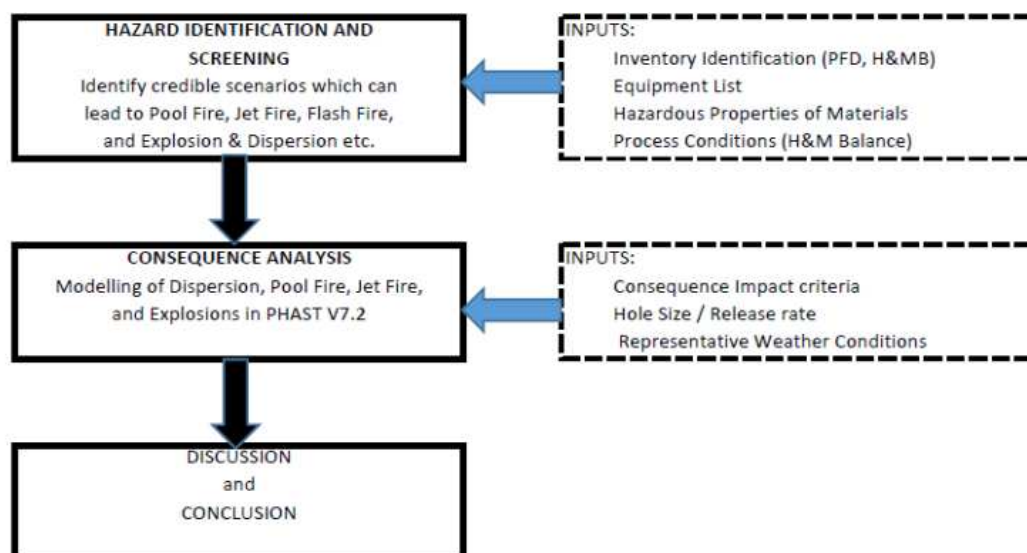 HAZARD IDENTIFICATION AND
SCREENING
Identify credible scenarios which can
lead to Pool Fire, Jet Fire, Flash Fire,
and Explosion & Dispersion etc.
INPUTS:
Inventory Identification (PFD, H&MB)
Equipment List
Hazardous Properties of Materials
Process Conditions (H&M Balance)
CONSEQUENCE ANALYSIS
Modelling of Dispersion, Pool Fire, Jet Fire,
and Explosions in PHAST V7.2
INPUTS:
Consequence Impact criteria
Hole Size / Release rate
Representative Weather Conditions
DISCUSSION
and
CONCLUSION